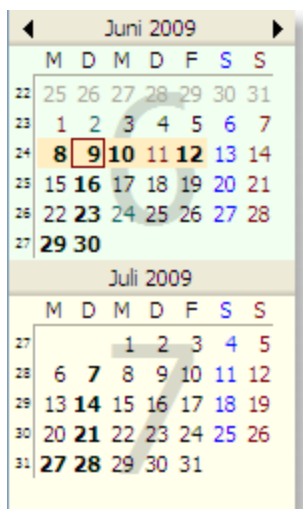 Juni 2009
M D M D F S S
22 25 26 27 28 29 30 31
23 1 2 3 4 5 6 7
24 8 9 10 11 12 13 14
25 15 16 17 18 19 20 21
26 22 23 24 25 26 27 28
27 29 30
6
Juli 2009
M D M D F S S
27 1 2 3 4 5
28 6 7 8 9 10 11 12
29 13 14 15 16 17 18 19
30 20 21 22 23 24 25 26
31 27 28 29 30 31
7